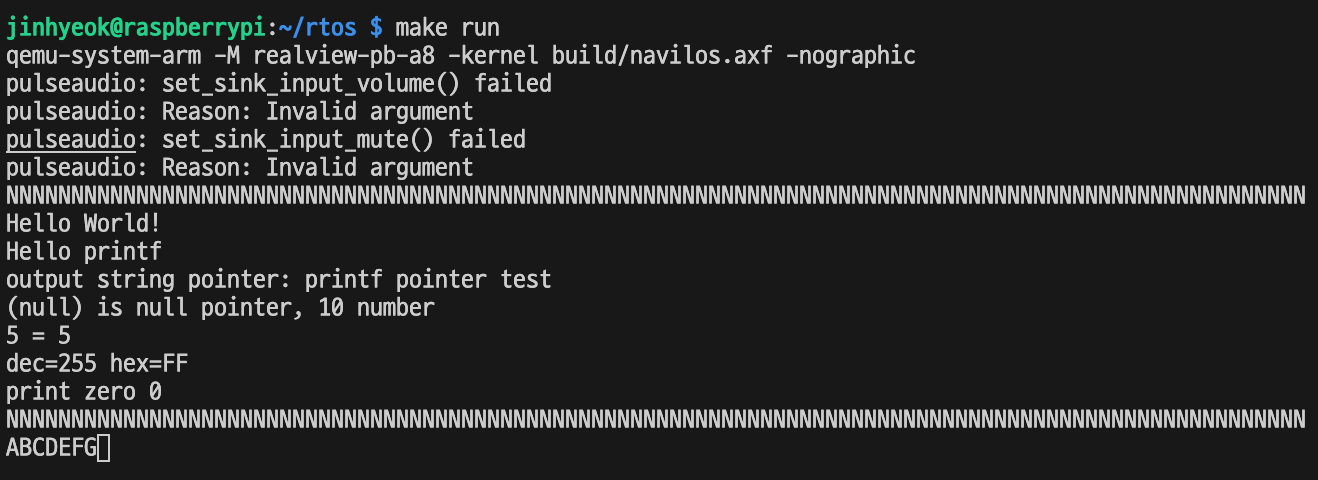 jinhyeok@raspberrypi:~/rtos $ make run
qemu-system-arm -M realview-pb-a8 -kernel build/navilos.axf -nographic
pulseaudio: set_sink_input_volume() failed
pulseaudio: Reason: Invalid argument
pulseaudio: set_sink_input_mute() failed
pulseaudio: Reason: Invalid argument
NNNNNNNNNNNNNNNNNNNNNNNNNNNNNNNNNNNNNNNNNNNNNNNNNNNNNNNNNNNNNNNNNNNNNNNNNNNNNNNNNNNNNNNNNNNNNNNNNNNN
Hello World!
Hello printf
output string pointer: printf pointer test
(null) is null pointer, 10 number
5 = 5
dec=255 hex=FF
print zero 0
NNNNNNNNNNNNNNNNNNNNNNNNNNNNNNNNNNNNNNNNNNNNNNNNNNNNNNNNNNNNNNNNNNNNNNNNNNNNNNNNNNNNNNNNNNNNNNNNNNNN
ABCDEFG